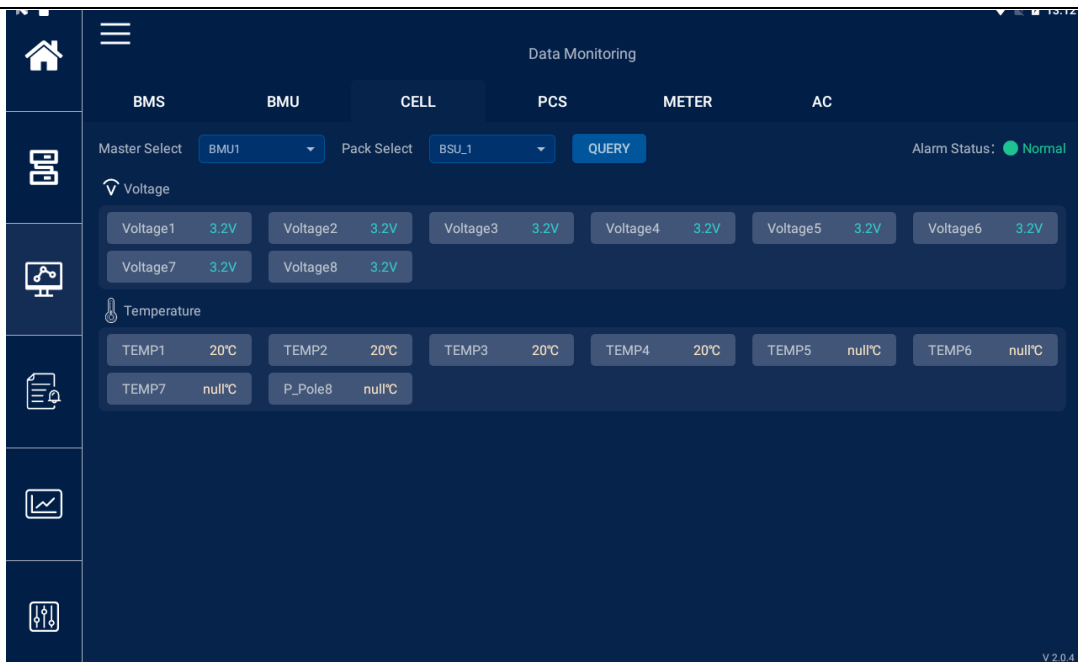 13:12
Data Monitoring
BMS BMU CELL PCS METER AC
Master Select BMU1 Pack Select BSU_1 QUERY Alarm Status: Normal
Voltage
Voltage1 3.2V Voltage2 3.2V Voltage3 3.2V Voltage4 3.2V Voltage5 3.2V Voltage6 3.2V
Voltage7 3.2V Voltage8 3.2V
Temperature
TEMP1 20℃ TEMP2 20℃ TEMP3 20℃ TEMP4 20℃ TEMP5 null℃ TEMP6 null℃
TEMP7 null℃ P_Pole8 null℃
V 2.0.4